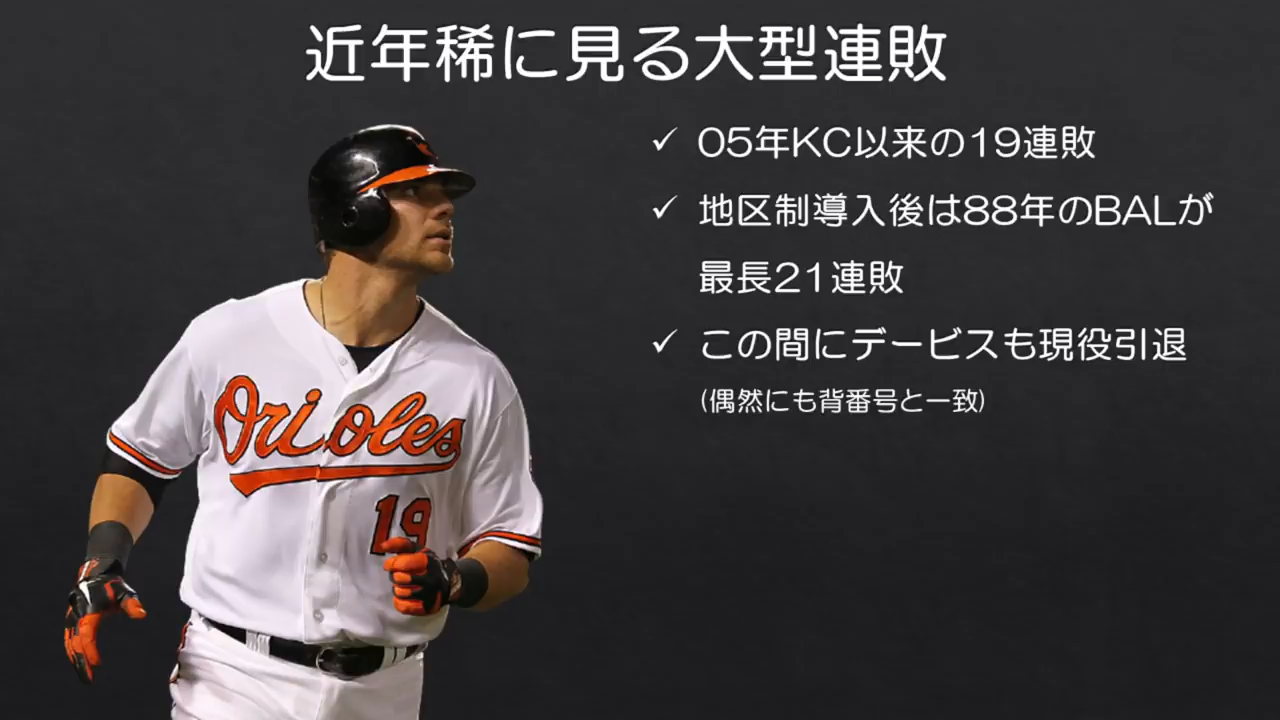 近年稀に見る大型連敗
✓ 05年KC以来の19連敗
✓ 地区制導入後は88年のBALが
最長21連敗
✓ この間にデービスも現役引退
(偶然にも背番号と一致)
Orioles
19